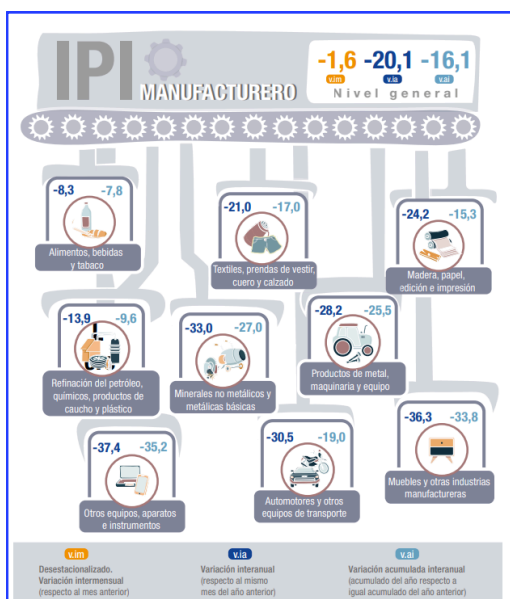 IPI
MANUFACTURERO
-1,6 -20,1 -16,1
v.im v.ia v.ai
Nivel general
-8,3 -7,8
Alimentos, bebidas
y tabaco
-21,0 -17,0
Textiles, prendas de vestir,
cuero y calzado
-24,2 -15,3
Madera, papel,
edición e impresión
-13,9 -9,6
Refinación del petróleo,
químicos, productos de
caucho y plástico
-33,0 -27,0
Minerales no metálicos y
metálicas básicas
-28,2 -25,5
Productos de metal,
maquinaria y equipo
-37,4 -35,2
Otros equipos, aparatos
e instrumentos
-30,5 -19,0
Automotores y otros
equipos de transporte
-36,3 -33,8
Muebles y otras industrias
manufactureras
v.im
Desestacionalizado.
Variación intermensual
(respecto al mes anterior)
v.ia
Variación interanual
(respecto al mismo
mes del año anterior)
v.ai
Variación acumulada interanual
(acumulado del año respecto a
igual acumulado del año anterior)